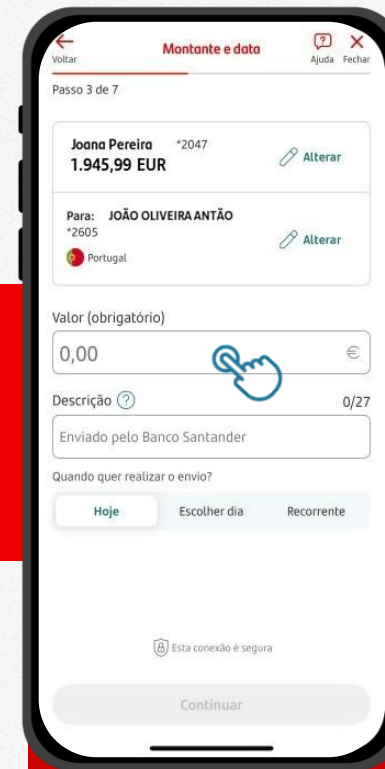 Voltar
Montante e data
Ajuda Fechar
Passo 3 de 7
Joana Pereira *2047
1.945,99 EUR
Alterar
Para: JOÃO OLIVEIRA ANTÃO
*2605
Alterar
Portugal
Valor (obrigatório)
0,00 €
Descrição ? 0/27
Enviado pelo Banco Santander
Quando quer realizar o envio?
Hoje Escolher dia Recorrente
Esta conexão é segura
Continuar